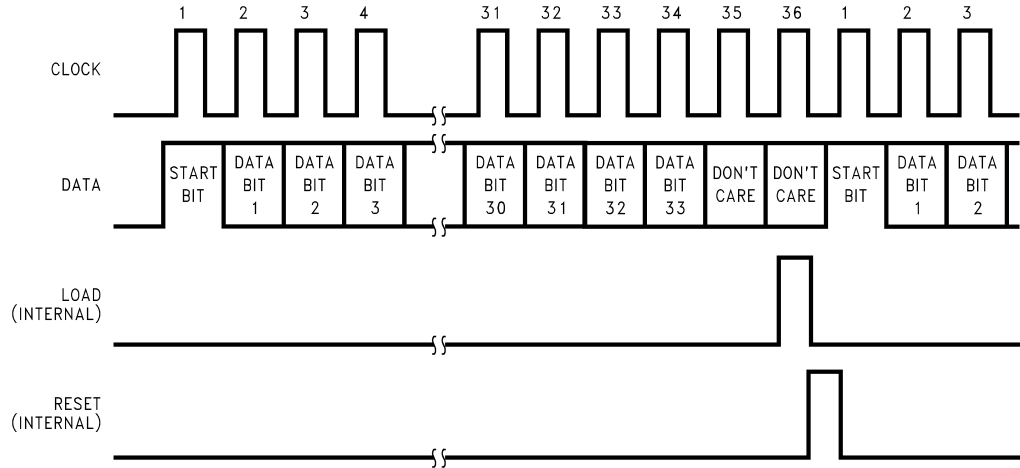 1 2 3 4 31 32 33 34 35 36 1 2 3
CLOCK
DATA
START
BIT
DATA
BIT
1
DATA
BIT
2
DATA
BIT
3
DATA
BIT
30
DATA
BIT
31
DATA
BIT
32
DATA
BIT
33
DON'T
CARE
DON'T
CARE
START
BIT
DATA
BIT
1
DATA
BIT
2
LOAD
(INTERNAL)
RESET
(INTERNAL)